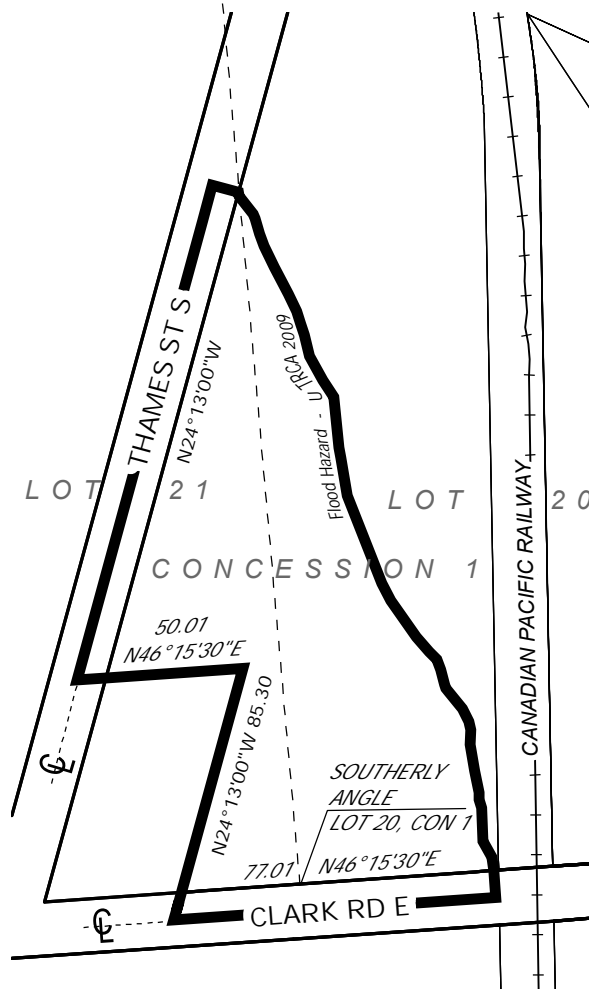 THAMES ST S
N24°13'00"W
Flood Hazard - UTRCA 2009
LOT 21
LOT 20
CONCESSION 1
CANADIAN PACIFIC RAILWAY
50.01
N46°15'30"E
N24°13'00"W 85.30
SOUTHERLY
ANGLE
LOT 20, CON 1
77.01 N46°15'30"E
CL
CL
CLARK RD E